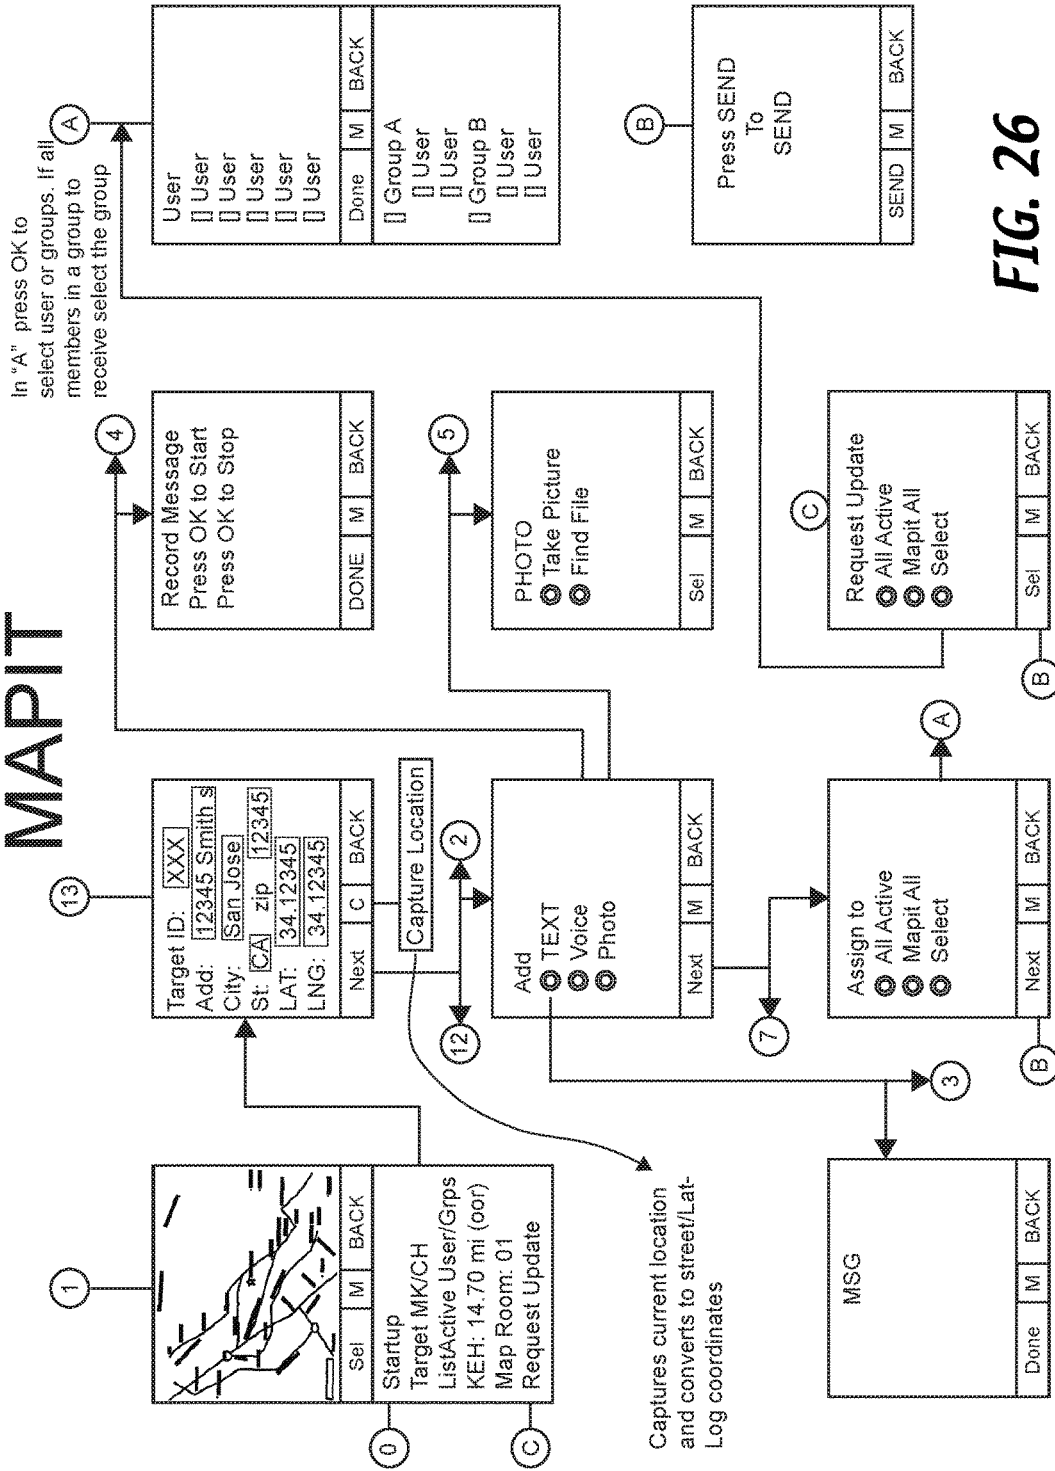 MAPIT
1
Sel M BACK
Startup
Target MK/CH
ListActive User/Grps
KEH: 14.70 mi (oor)
Map Room: 01
Request Update
0
C
Captures current location
and converts to street/Lat-
Log coordinates
MSG
Done M BACK
13
Target ID: XXX
Add: 12345 Smith s
City: San Jose
St: CA zip 12345
LAT: 34.12345
LNG: 34.12345
Next C BACK
Capture Location
12
2
Add
TEXT
Voice
Photo
Next M BACK
7
3
Assign to
All Active
Mapit All
Select
Next M BACK
B
A
4
Record Message
Press OK to Start
Press OK to Stop
DONE M BACK
5
PHOTO
Take Picture
Find File
Sel M BACK
C
Request Update
All Active
Mapit All
Select
Sel M BACK
B
In "A" press OK to
select user or groups. If all
members in a group to
receive select the group
A
User
[] User
[] User
[] User
[] User
[] User
Done M BACK
[] Group A
[] User
[] User
[] Group B
[] User
[] User
B
Press SEND
To
SEND
SEND M BACK
FIG. 26